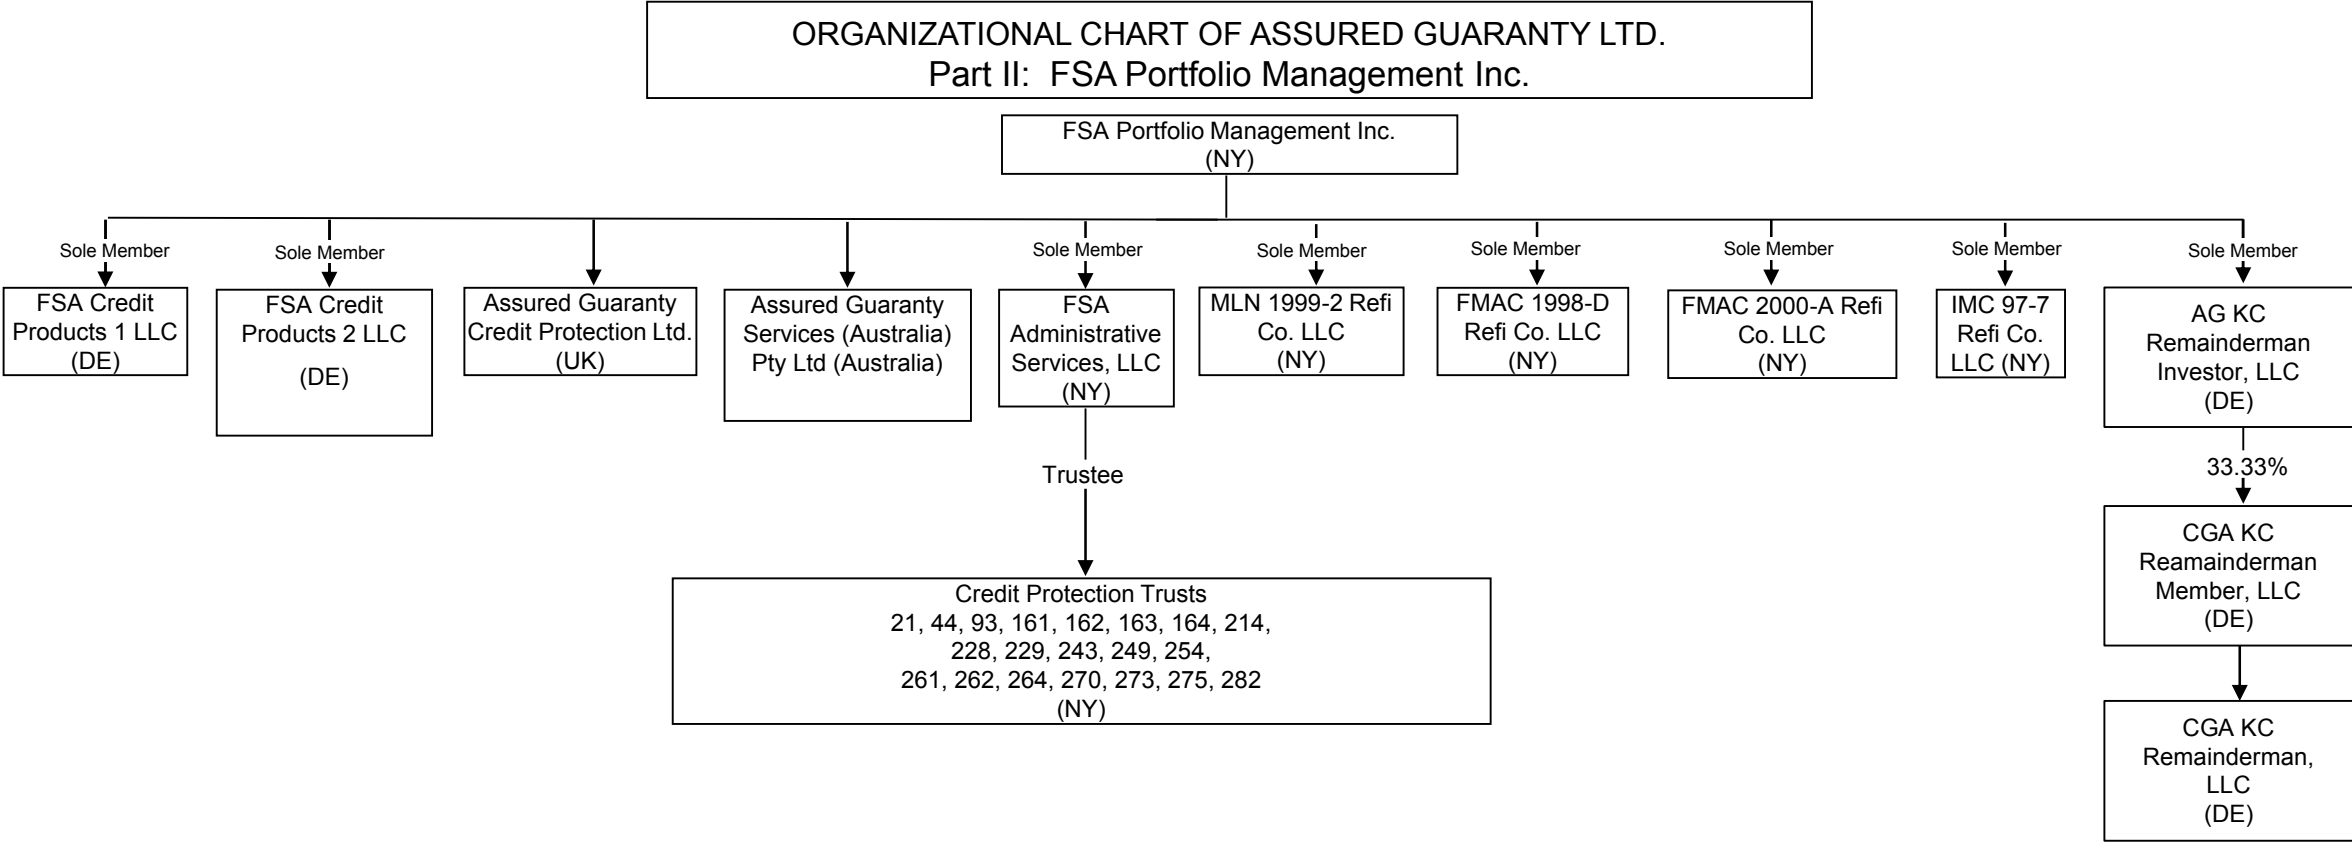 ORGANIZATIONAL CHART OF ASSURED GUARANTY LTD.
Part II: FSA Portfolio Management Inc.
FSA Portfolio Management Inc.
(NY)
Sole Member
FSA Credit
Products 1 LLC
(DE)
Sole Member
FSA Credit
Products 2 LLC
(DE)
Assured Guaranty
Credit Protection Ltd.
(UK)
Assured Guaranty
Services (Australia)
Pty Ltd (Australia)
Sole Member
FSA
Administrative
Services, LLC
(NY)
Sole Member
MLN 1999-2 Refi
Co. LLC
(NY)
Sole Member
FMAC 1998-D
Refi Co. LLC
(NY)
Sole Member
FMAC 2000-A Refi
Co. LLC
(NY)
Sole Member
IMC 97-7
Refi Co.
LLC (NY)
Sole Member
AG KC
Remainderman
Investor, LLC
(DE)
Trustee
Credit Protection Trusts
21, 44, 93, 161, 162, 163, 164, 214,
228, 229, 243, 249, 254,
261, 262, 264, 270, 273, 275, 282
(NY)
33.33%
CGA KC
Reamainderman
Member, LLC
(DE)
CGA KC
Remainderman,
LLC
(DE)